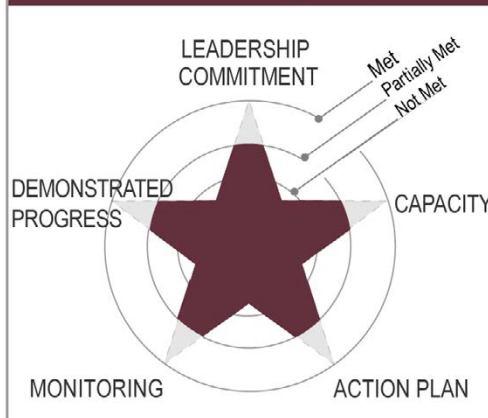 LEADERSHIP
COMMITMENT
Met
Partially Met
Not Met
DEMONSTRATED
PROGRESS
CAPACITY
MONITORING
ACTION PLAN